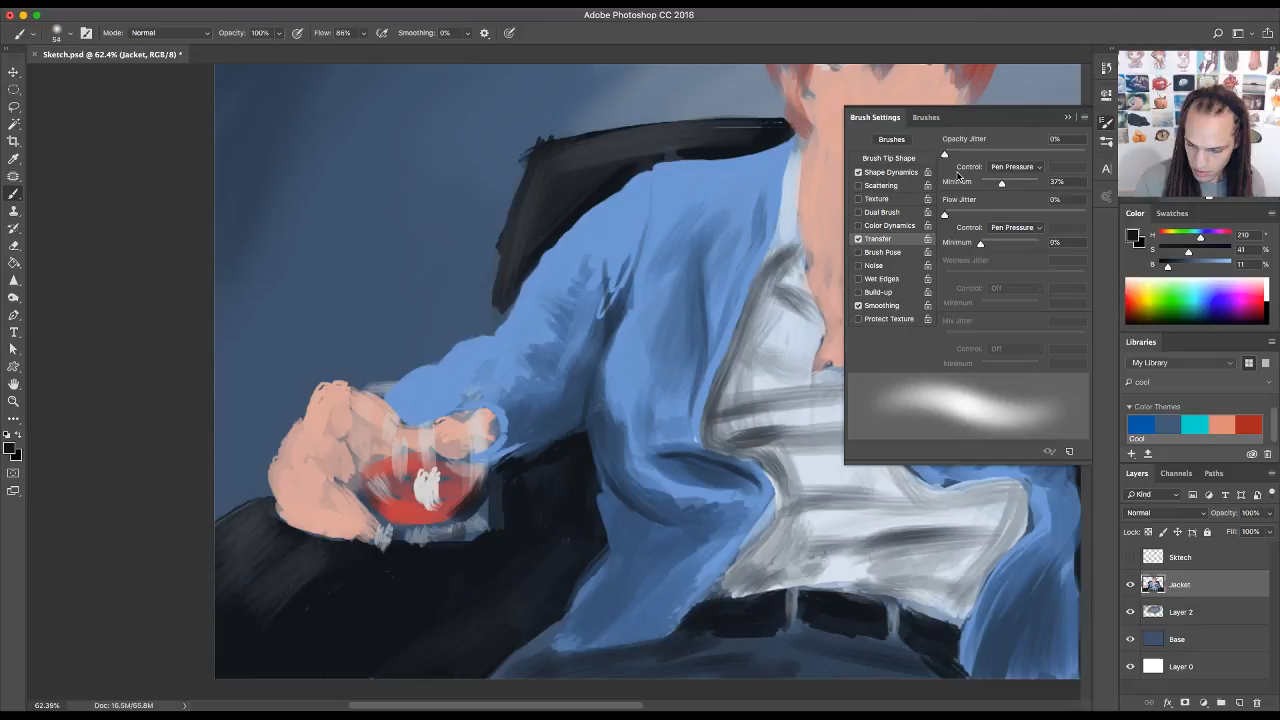 Adobe Photoshop CC 2018
54 Mode: Normal Opacity: 100% Flow: 86% Smoothing: 0%
Sketch.psd @ 62.4% (Jacket, RGB/8) *
Brush Settings Brushes
Brushes
Brush Tip Shape
Shape Dynamics
Scattering
Texture
Dual Brush
Color Dynamics
Transfer
Brush Pose
Noise
Wet Edges
Build-up
Smoothing
Protect Texture
Opacity Jitter 0%
Control: Pen Pressure
Minimum 37%
Flow Jitter 0%
Control: Pen Pressure
Minimum 0%
Wetness Jitter
Control: Off
Minimum
Mix Jitter
Control: Off
Minimum
Color Swatches
H 210 °
S 41 %
B 11 %
Libraries
My Library
cool
Color Themes
Cool
Layers Channels Paths
Kind
Normal Opacity: 100%
Lock: Fill: 100%
Sktech
Jacket
Layer 2
Base
Layer 0
62.39% Doc: 16.5M/65.8M